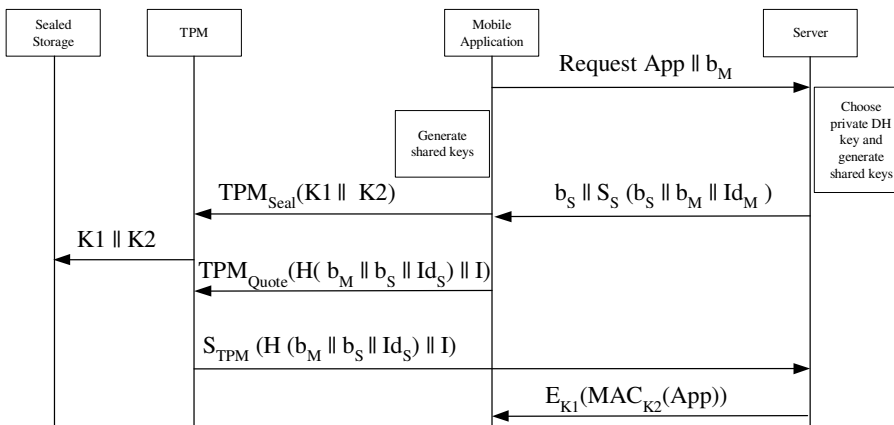 Sealed
Storage
TPM
Mobile
Application
Server
Request App || b_M
Choose
private DH
key and
generate
shared keys
Generate
shared keys
b_S || S_S (b_S || b_M || Id_M )
TPM_Seal(K1 || K2)
K1 || K2
TPM_Quote(H( b_M || b_S || Id_S) || I)
S_TPM (H (b_M || b_S || Id_S) || I)
E_K1(MAC_K2(App))